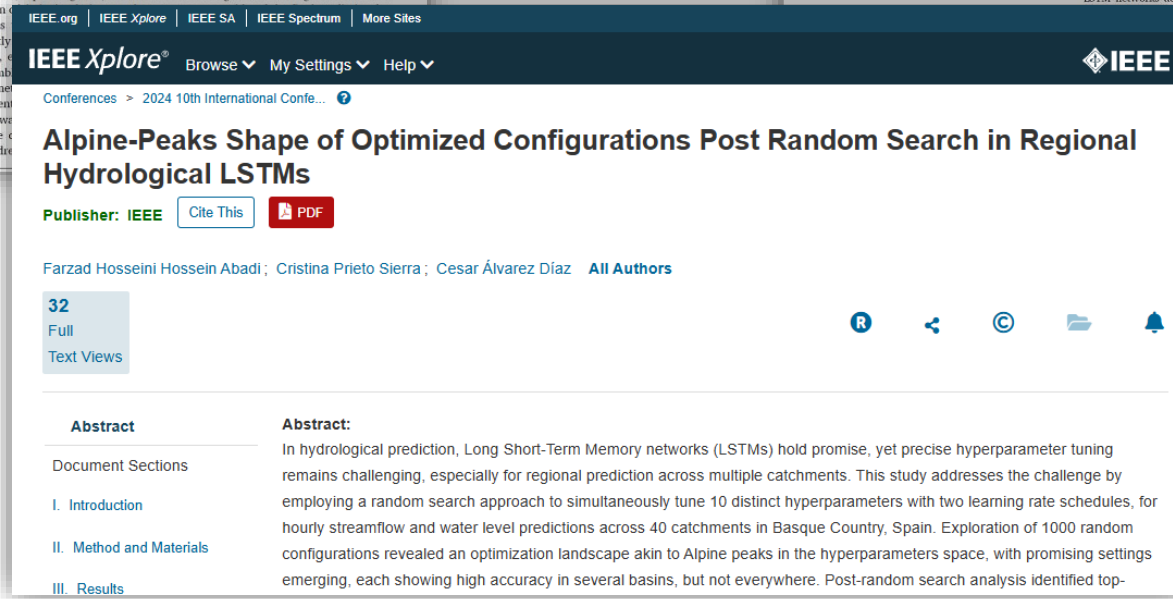 IEEE.org | IEEE Xplore | IEEE SA | IEEE Spectrum | More Sites
IEEE Xplore® Browse My Settings Help IEEE
Conferences > 2024 10th International Confe...
Alpine-Peaks Shape of Optimized Configurations Post Random Search in Regional
Hydrological LSTMs
Publisher: IEEE Cite This PDF
Farzad Hosseini Hossein Abadi; Cristina Prieto Sierra; Cesar Álvarez Díaz All Authors
32
Full
Text Views
Abstract
Document Sections
I. Introduction
II. Method and Materials
III. Results
Abstract:
In hydrological prediction, Long Short-Term Memory networks (LSTMs) hold promise, yet precise hyperparameter tuning
remains challenging, especially for regional prediction across multiple catchments. This study addresses the challenge by
employing a random search approach to simultaneously tune 10 distinct hyperparameters with two learning rate schedules, for
hourly streamflow and water level predictions across 40 catchments in Basque Country, Spain. Exploration of 1000 random
configurations revealed an optimization landscape akin to Alpine peaks in the hyperparameters space, with promising settings
emerging, each showing high accuracy in several basins, but not everywhere. Post-random search analysis identified top-